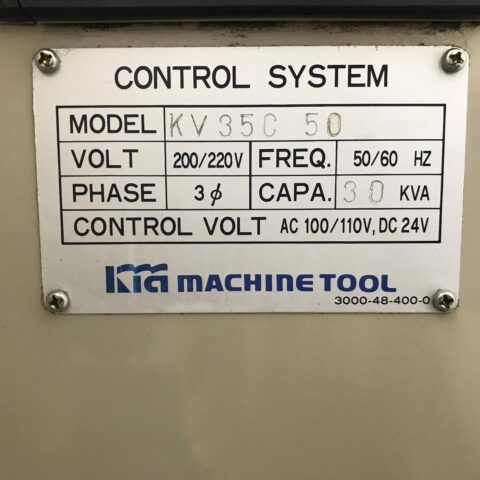 CONTROL SYSTEM
MODEL KV35C 50
VOLT 200/220V FREQ. 50/60 HZ
PHASE 3ϕ CAPA. 30 KVA
CONTROL VOLT AC 100/110V, DC 24V
KIA MACHINE TOOL
3000-48-400-0